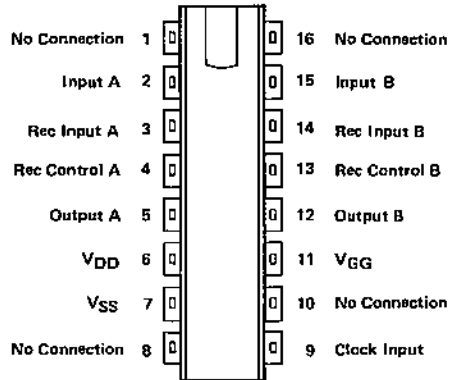 No Connection 1 16 No Connection
Input A 2 15 Input B
Rec Input A 3 14 Rec Input B
Rec Control A 4 13 Rec Control B
Output A 5 12 Output B
VDD 6 11 VGG
VSS 7 10 No Connection
No Connection 8 9 Clock Input